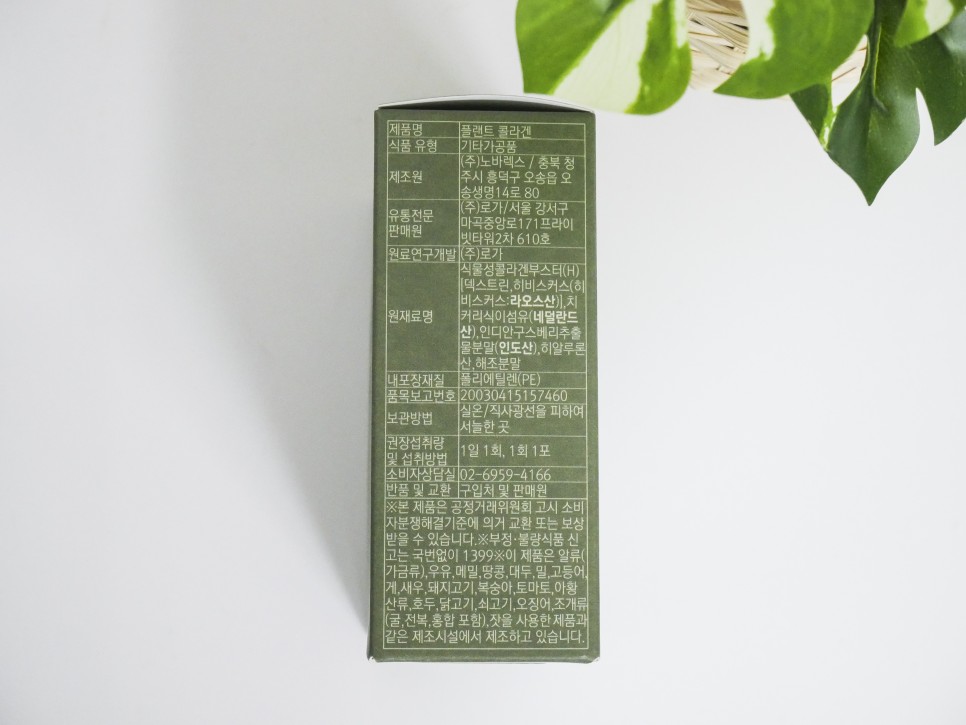 제품명 플랜트 콜라겐
식품 유형 기타가공품
제조원 (주)노바렉스 / 충북 청
주시 흥덕구 오송읍 오
송생명14로 80
유통전문
판매원 (주)로가/서울 강서구
마곡중앙로171프라이
빗타워2차 610호
원료연구개발 (주)로가
원재료명 식물성콜라겐부스터(H)
[덱스트린,히비스커스(히
비스커스:라오스산)],치
커리식이섬유(네덜란드
산),인디안구스베리추출
물분말(인도산),히알루론
산,해조분말
내포장재질 폴리에틸렌(PE)
품목보고번호 20030415157460
보관방법 실온/직사광선을 피하여
서늘한 곳
권장섭취량
및 섭취방법 1일 1회, 1회 1포
소비자상담실 02-6959-4166
반품 및 교환 구입처 및 판매원
※본 제품은 공정거래위원회 고시 소비
자분쟁해결기준에 의거 교환 또는 보상
받을 수 있습니다.※부정·불량식품 신
고는 국번없이 1399※이 제품은 알류(
가금류),우유,메밀,땅콩,대두,밀,고등어,
게,새우,돼지고기,복숭아,토마토,아황
산류,호두,닭고기,쇠고기,오징어,조개류
(굴,전복,홍합 포함),잣을 사용한 제품과
같은 제조시설에서 제조하고 있습니다.